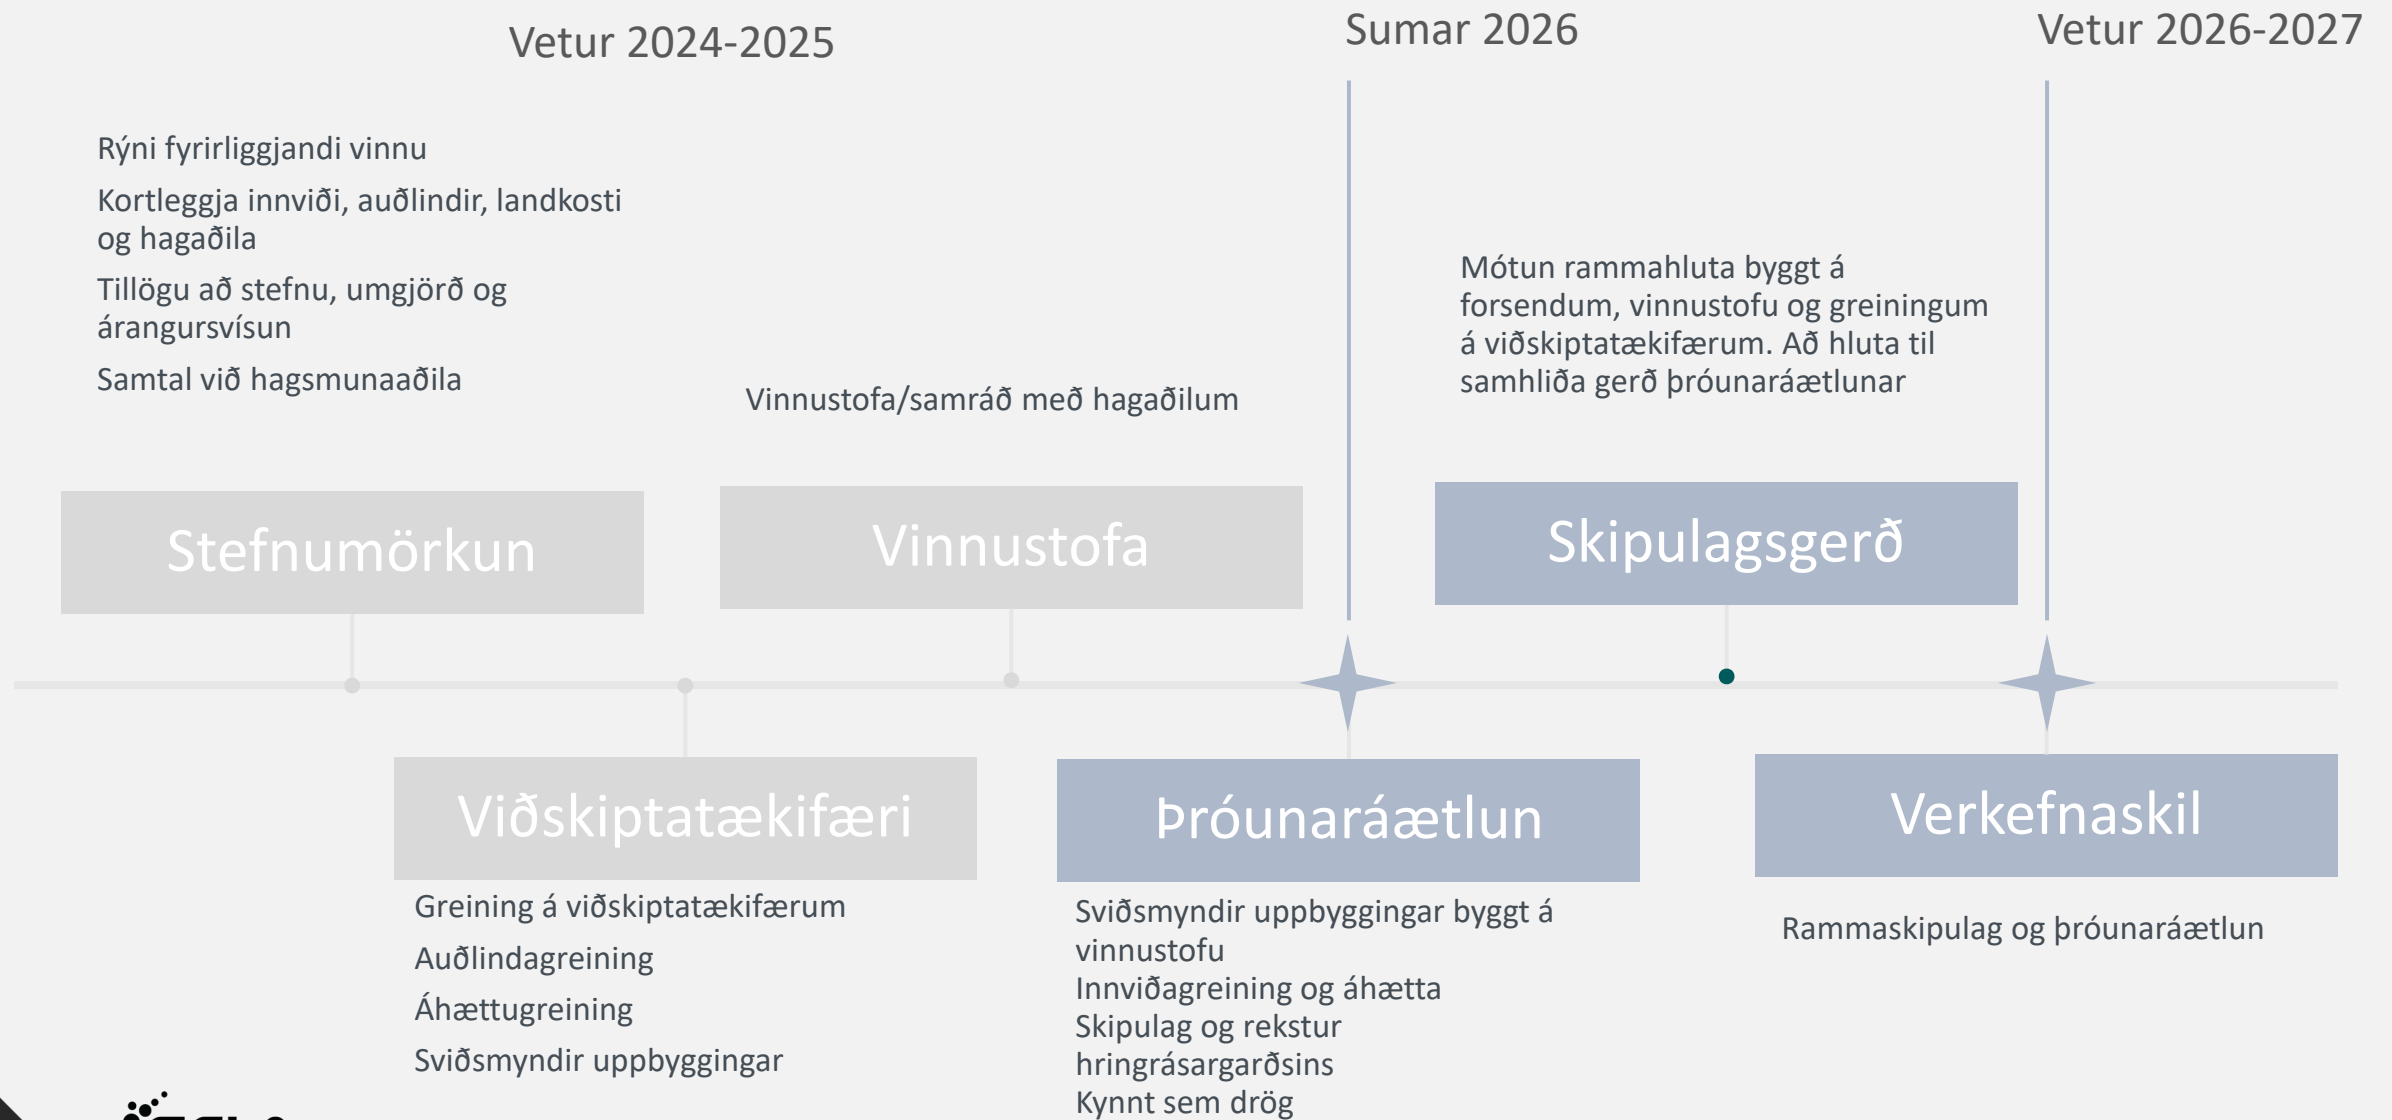 Vetur 2024-2025
Sumar 2026
Vetur 2026-2027
Rýni fyrirliggjandi vinnu
Kortleggja innviði, auðlindir, landkosti
og hagaðila
Tillögu að stefnu, umgjörð og
árangursvísun
Samtal við hagsmunaaðila
Vinnustofa/samráð með hagaðilum
Mótun rammahluta byggt á
forsendum, vinnustofu og greiningum
á viðskiptatækifærum. Að hluta til
samhliða gerð þróunaráætlunar
Stefnumörkun
Vinnustofa
Skipulagsgerð
Viðskiptatækifæri
Þróunaráætlun
Verkefnaskil
Greining á viðskiptatækifærum
Auðlindagreining
Áhættugreining
Sviðsmyndir uppbyggingar
Sviðsmyndir uppbyggingar byggt á
vinnustofu
Innviðagreining og áhætta
Skipulag og rekstur
hringrásargarðsins
Kynnt sem drög
Rammaskipulag og þróunaráætlun